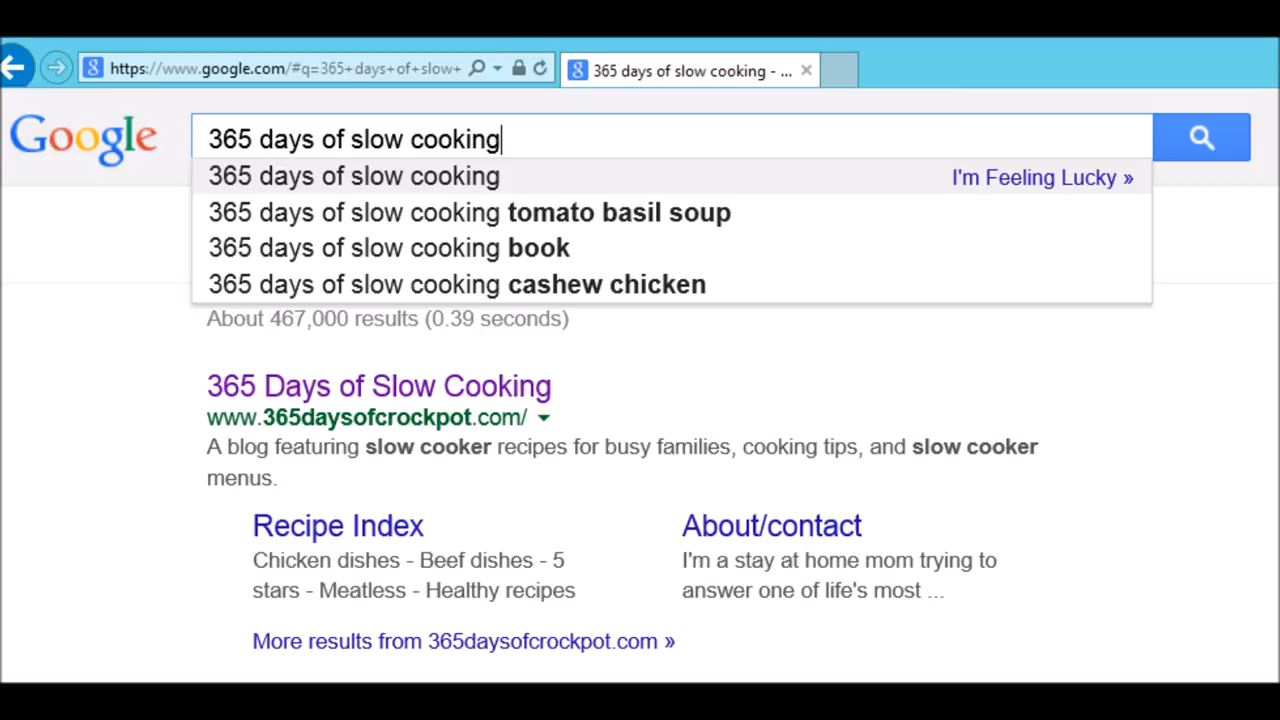 https://www.google.com/#q=365+days+of+slow+
365 days of slow cooking - ...
Google
365 days of slow cooking
365 days of slow cooking
I'm Feeling Lucky »
365 days of slow cooking tomato basil soup
365 days of slow cooking book
365 days of slow cooking cashew chicken
About 467,000 results (0.39 seconds)
365 Days of Slow Cooking
www.365daysofcrockpot.com/
A blog featuring slow cooker recipes for busy families, cooking tips, and slow cooker
menus.
Recipe Index
Chicken dishes - Beef dishes - 5
stars - Meatless - Healthy recipes
About/contact
I'm a stay at home mom trying to
answer one of life's most ...
More results from 365daysofcrockpot.com »